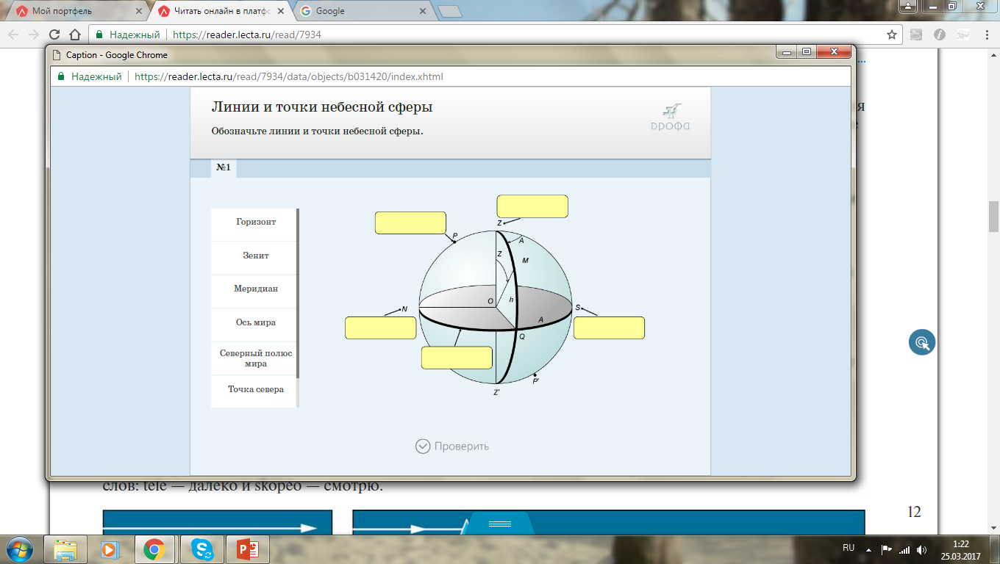 Мой портфель
Читать онлайн в платфо
Google
Надежный
https://reader.lecta.ru/read/7934
Caption - Google Chrome
Надежный
https://reader.lecta.ru/read/7934/data/objects/b031420/index.xhtml
Линии и точки небесной сферы
дрофа
Обозначьте линии и точки небесной сферы.
№1
Горизонт
Зенит
Меридиан
Ось мира
Северный полюс
мира
Точка севера
Z
P
A
Z
M
O
h
N
S
A
Q
P'
Z'
Проверить
слов: tele — далеко и skopeo — смотрю.
12
RU
1:22
25.03.2017